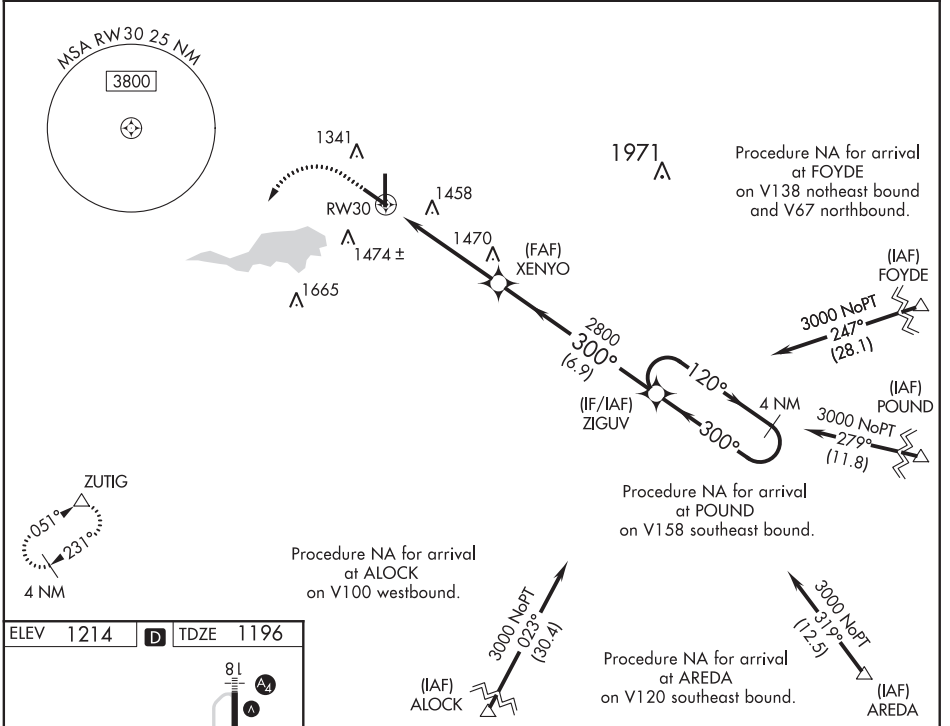 MSA RW30 25 NM
3800
1341
1971
Procedure NA for arrival
at FOYDE
on V138 notheast bound
and V67 northbound.
RW30
1458
1474 ±
1470
(FAF)
XENYO
1665
(IAF)
FOYDE
3000 NoPT
247°
(28.1)
2800
300°
(6.9)
120°
4 NM
300°
(IF/IAF)
ZIGUV
(IAF)
POUND
3000 NoPT
279°
(11.8)
Procedure NA for arrival
at POUND
on V158 southeast bound.
ZUTIG
051°
231°
4 NM
Procedure NA for arrival
at ALOCK
on V100 westbound.
3000 NoPT
023°
(30.4)
(IAF)
ALOCK
3000 NoPT
319°
(12.5)
Procedure NA for arrival
at AREDA
on V120 southeast bound.
(IAF)
AREDA
ELEV 1214 D TDZE 1196
18
A4